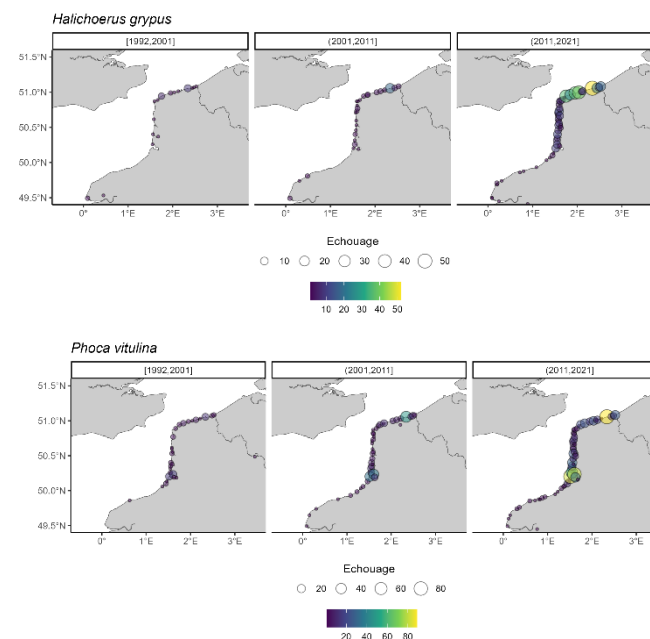 Halichoerus grypus
[1992,2001] (2001,2011] (2011,2021]
51.5°N
51.0°N
50.5°N
50.0°N
49.5°N
0° 1°E 2°E 3°E 0° 1°E 2°E 3°E 0° 1°E 2°E 3°E
Echouage
10 20 30 40 50
10 20 30 40 50
Phoca vitulina
[1992,2001] (2001,2011] (2011,2021]
51.5°N
51.0°N
50.5°N
50.0°N
49.5°N
0° 1°E 2°E 3°E 0° 1°E 2°E 3°E 0° 1°E 2°E 3°E
Echouage
20 40 60 80
20 40 60 80